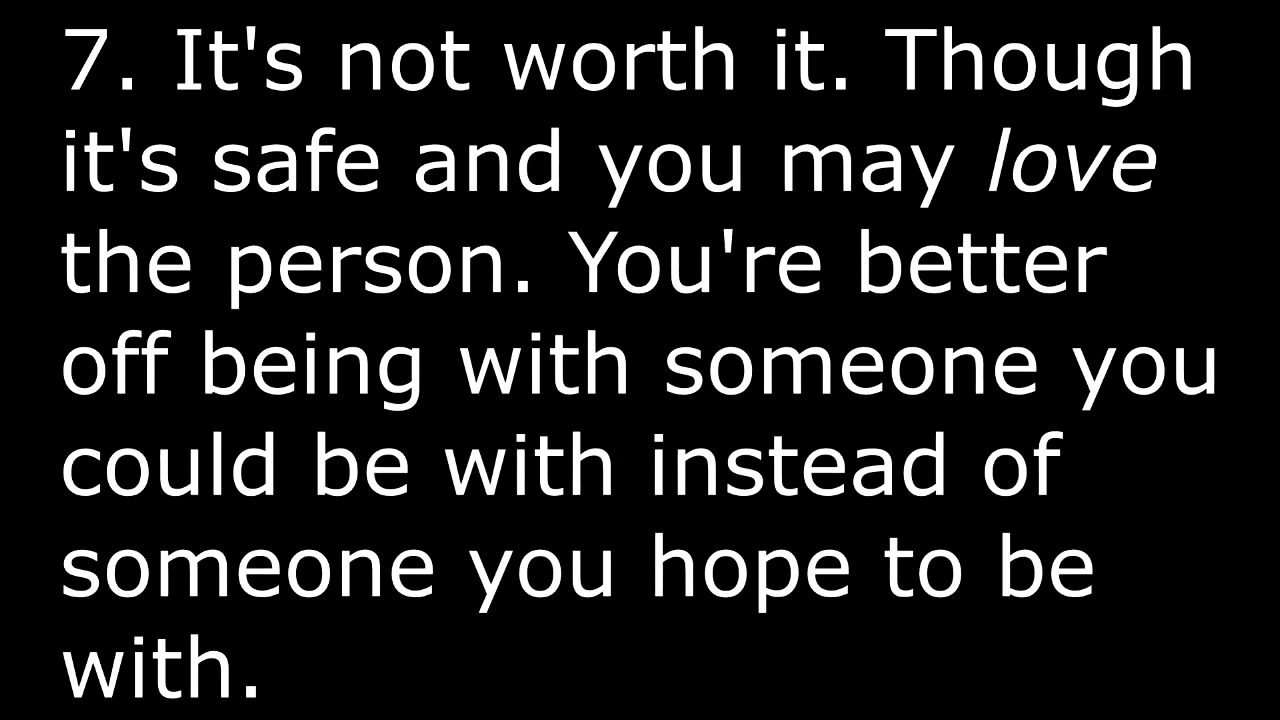 7. It's not worth it. Though
it's safe and you may love
the person. You're better
off being with someone you
could be with instead of
someone you hope to be
with.